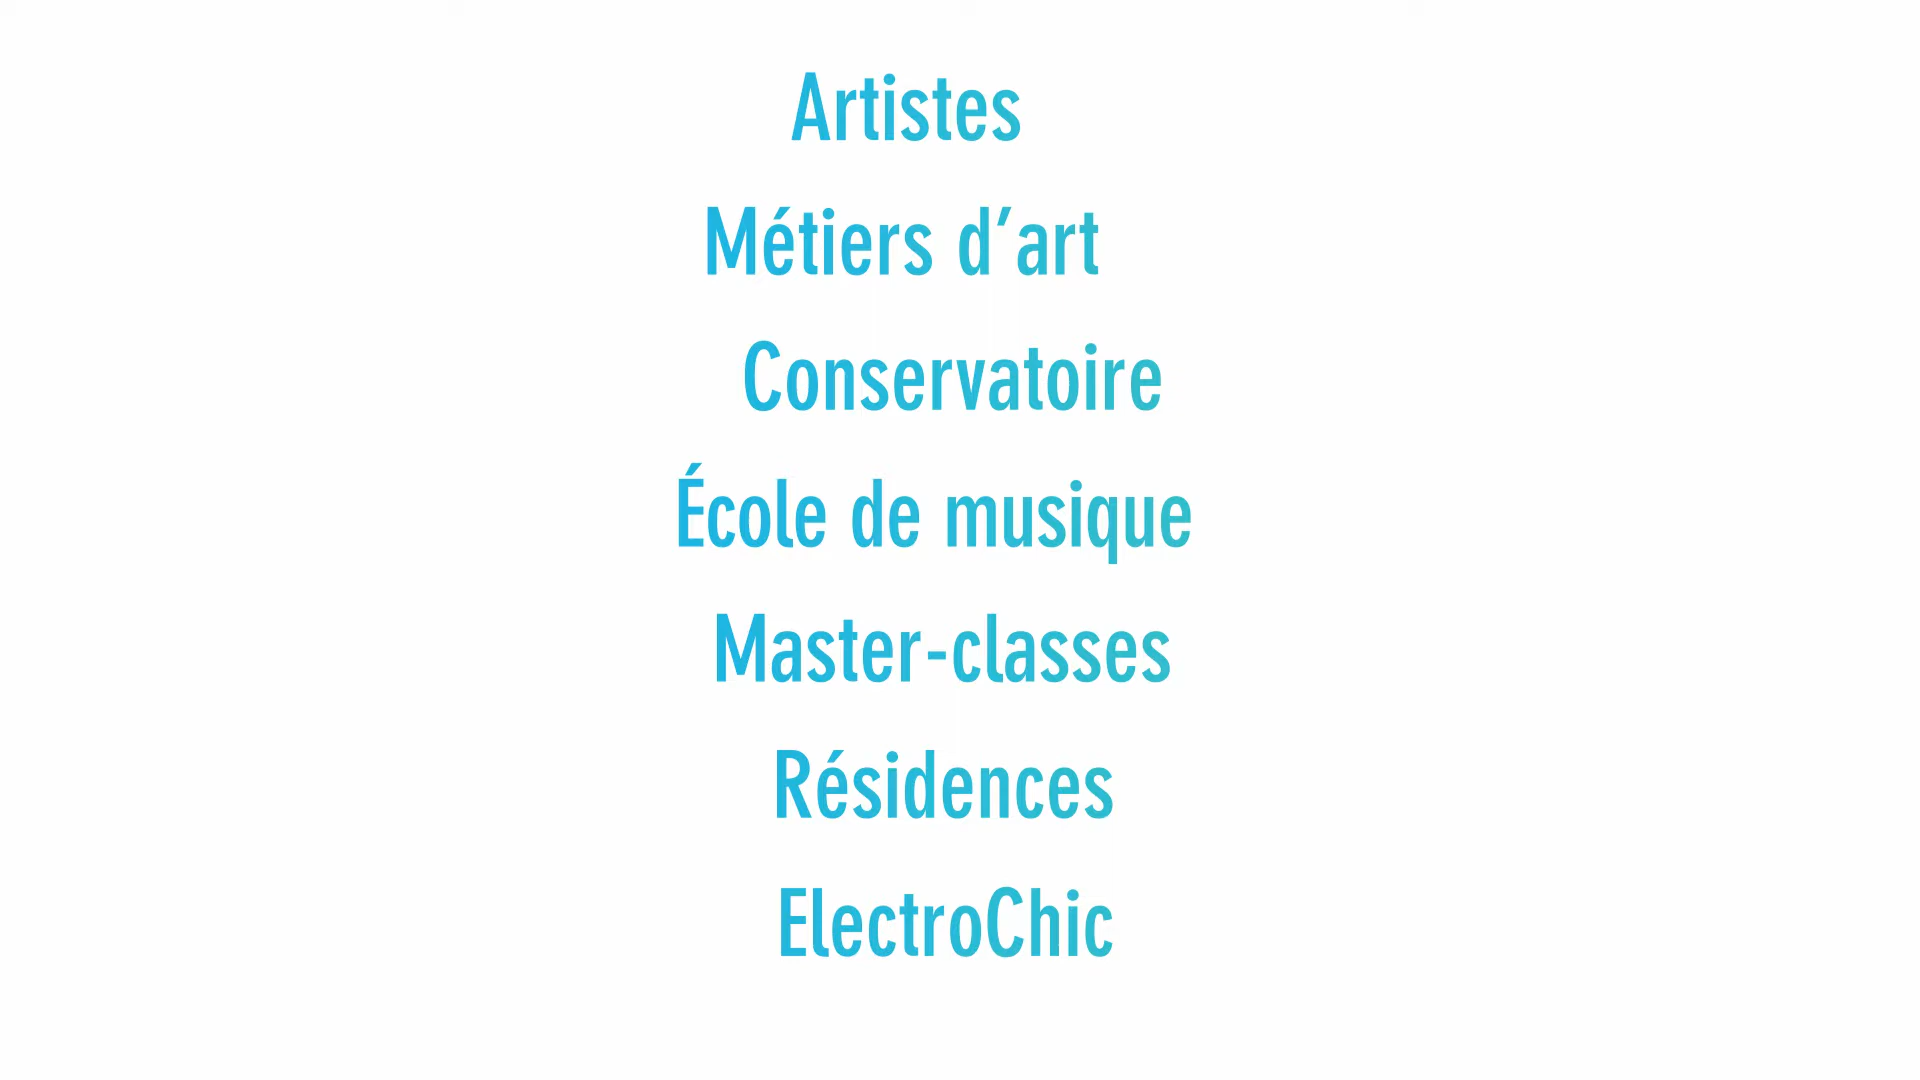 Artistes
Métiers d’art
Conservatoire
École de musique
Master-classes
Résidences
ElectroChic